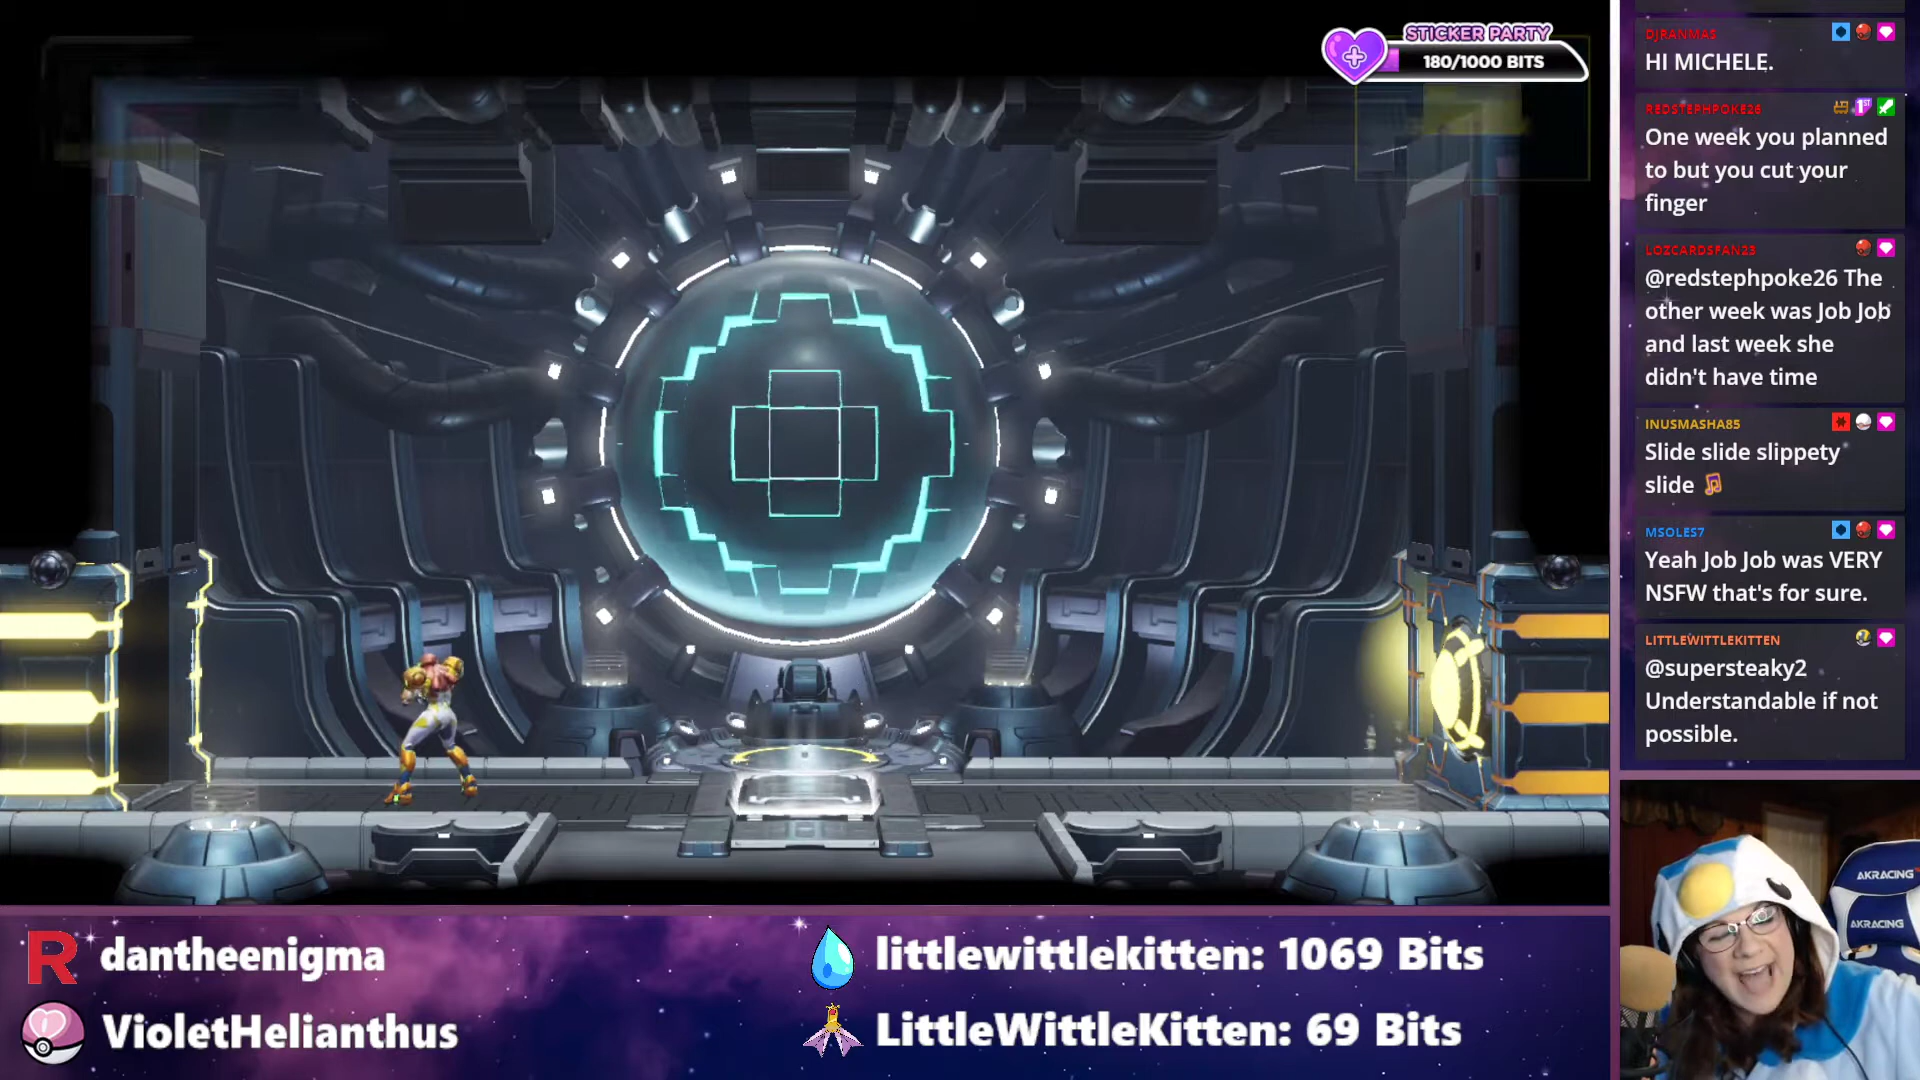 STICKER PARTY
180/1000 BITS
DJRANMAS
HI MICHELE.
REDSTEPHPOKE26
1ST
One week you planned
to but you cut your
finger
LOZCARDSFAN23
@redstephpoke26 The
other week was Job Job
and last week she
didn't have time
INUSMASHA85
Slide slide slippety
slide
MSOLES7
Yeah Job Job was VERY
NSFW that's for sure.
LITTLEWITTLEKITTEN
@supersteaky2
Understandable if not
possible.
AKRACING
AKRACING
R dantheenigma
VioletHelianthus
littlewittlekitten: 1069 Bits
LittleWittleKitten: 69 Bits